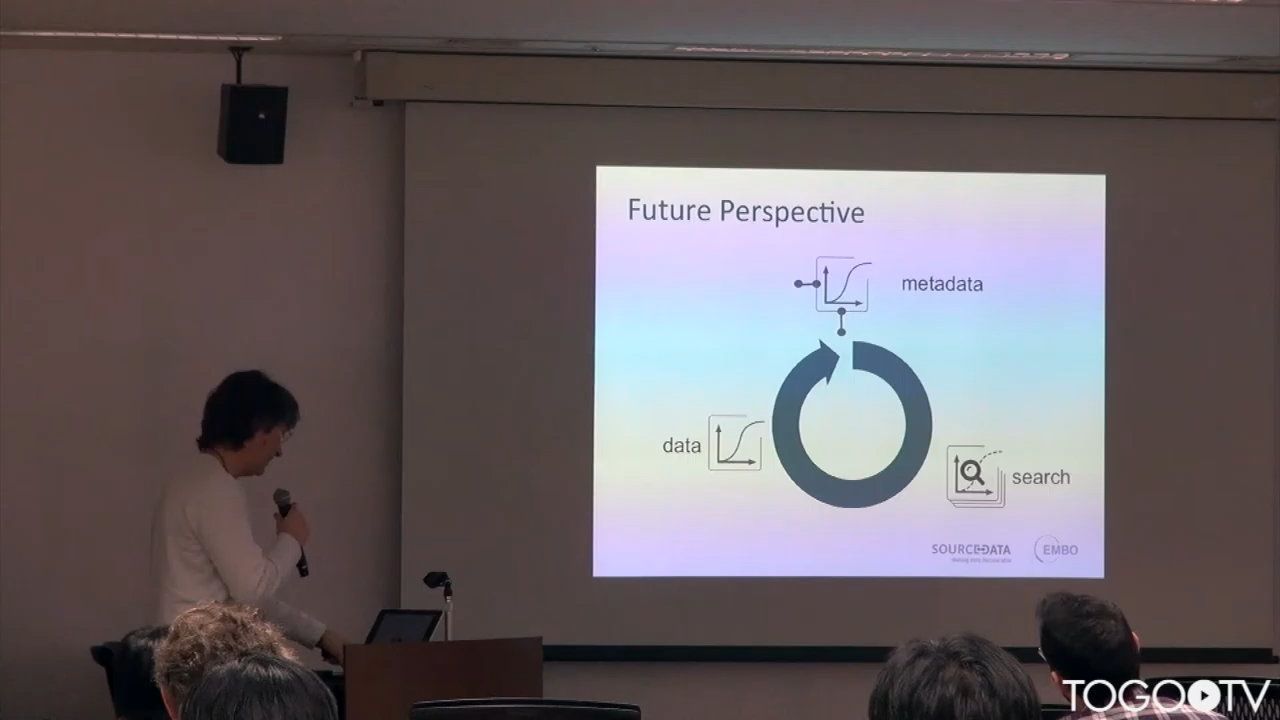 Future Perspective
metadata
data
search
SOURCEDATA
EMBO
TOGOTV